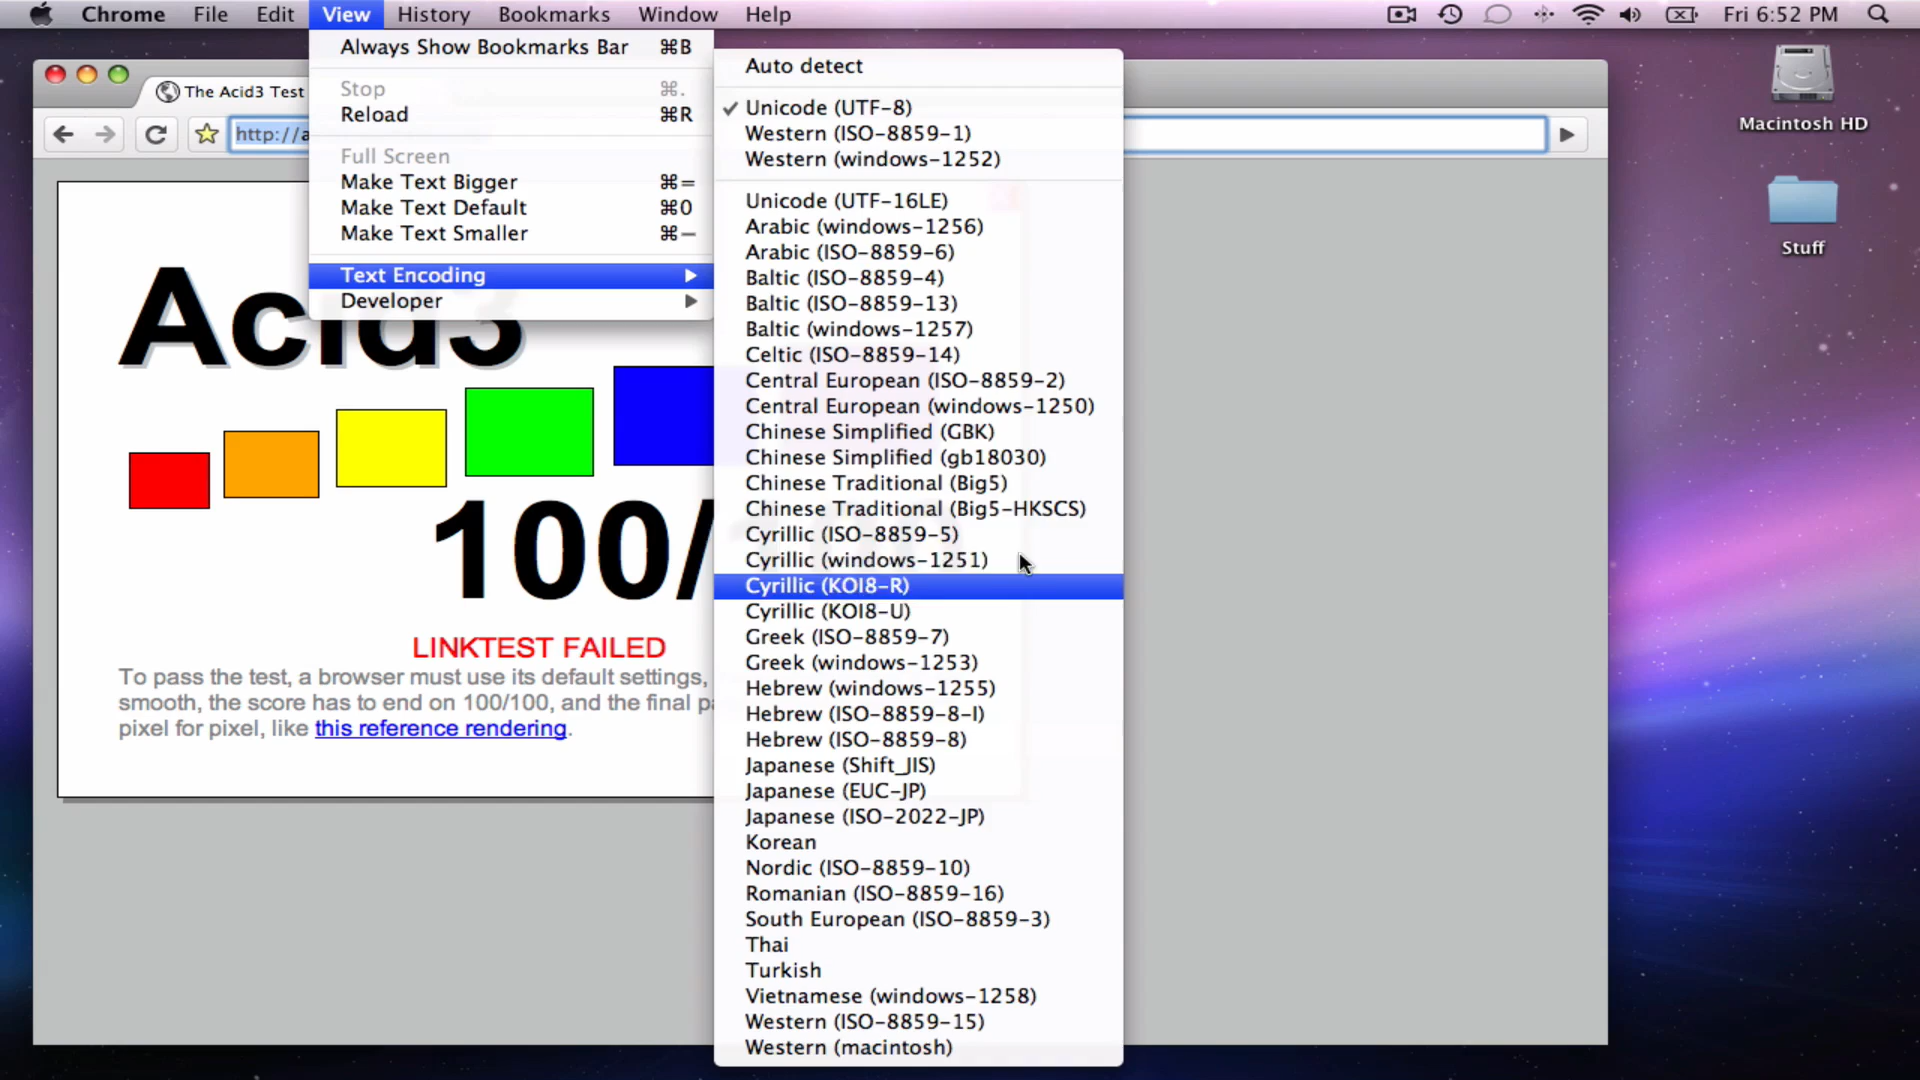 Chrome File Edit View History Bookmarks Window Help Fri 6:52 PM
Always Show Bookmarks Bar ⌘B
Stop ⌘.
Reload ⌘R
Full Screen
Make Text Bigger ⌘=
Make Text Default ⌘0
Make Text Smaller ⌘−
Text Encoding
Developer
Auto detect
✓ Unicode (UTF-8)
Western (ISO-8859-1)
Western (windows-1252)
Unicode (UTF-16LE)
Arabic (windows-1256)
Arabic (ISO-8859-6)
Baltic (ISO-8859-4)
Baltic (ISO-8859-13)
Baltic (windows-1257)
Celtic (ISO-8859-14)
Central European (ISO-8859-2)
Central European (windows-1250)
Chinese Simplified (GBK)
Chinese Simplified (gb18030)
Chinese Traditional (Big5)
Chinese Traditional (Big5-HKSCS)
Cyrillic (ISO-8859-5)
Cyrillic (windows-1251)
Cyrillic (KOI8-R)
Cyrillic (KOI8-U)
Greek (ISO-8859-7)
Greek (windows-1253)
Hebrew (windows-1255)
Hebrew (ISO-8859-8-I)
Hebrew (ISO-8859-8)
Japanese (Shift_JIS)
Japanese (EUC-JP)
Japanese (ISO-2022-JP)
Korean
Nordic (ISO-8859-10)
Romanian (ISO-8859-16)
South European (ISO-8859-3)
Thai
Turkish
Vietnamese (windows-1258)
Western (ISO-8859-15)
Western (macintosh)
The Acid3 Test
http://a
Acid3
100/
LINKTEST FAILED
To pass the test, a browser must use its default settings,
smooth, the score has to end on 100/100, and the final pa
pixel for pixel, like this reference rendering.
Macintosh HD
Stuff